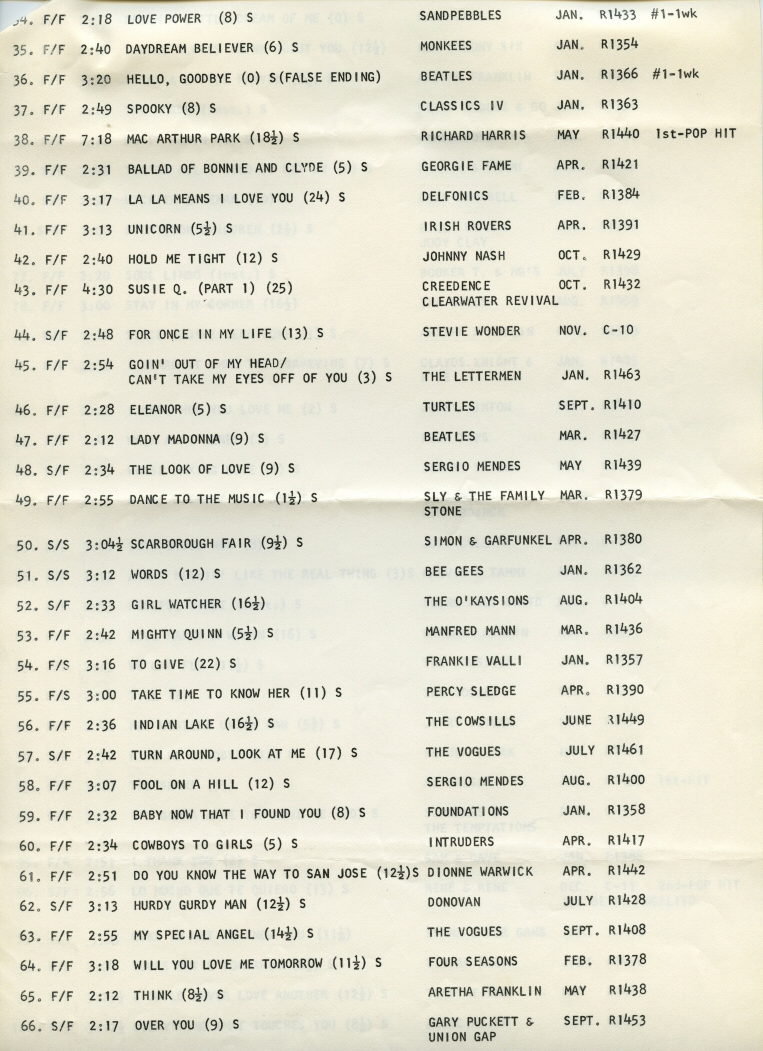 34. F/F 2:18 LOVE POWER (8) S SANDPEBBLES JAN. R1433 #1-1wk
35. F/F 2:40 DAYDREAM BELIEVER (6) S MONKEES JAN. R1354
36. F/F 3:20 HELLO, GOODBYE (0) S(FALSE ENDING) BEATLES JAN. R1366 #1-1wk
37. F/F 2:49 SPOOKY (8) S CLASSICS IV JAN. R1363
38. F/F 7:18 MAC ARTHUR PARK (18½) S RICHARD HARRIS MAY R1440 1st-POP HIT
39. F/F 2:31 BALLAD OF BONNIE AND CLYDE (5) S GEORGIE FAME APR. R1421
40. F/F 3:17 LA LA MEANS I LOVE YOU (24) S DELFONICS FEB. R1384
41. F/F 3:13 UNICORN (5½) S IRISH ROVERS APR. R1391
42. F/F 2:40 HOLD ME TIGHT (12) S JOHNNY NASH OCT. R1429
43. F/F 4:30 SUSIE Q. (PART 1) (25) CREEDENCE OCT. R1432
CLEARWATER REVIVAL
44. S/F 2:48 FOR ONCE IN MY LIFE (13) S STEVIE WONDER NOV. C-10
45. F/F 2:54 GOIN' OUT OF MY HEAD/
CAN'T TAKE MY EYES OFF OF YOU (3) S THE LETTERMEN JAN. R1463
46. F/F 2:28 ELEANOR (5) S TURTLES SEPT. R1410
47. F/F 2:12 LADY MADONNA (9) S BEATLES MAR. R1427
48. S/F 2:34 THE LOOK OF LOVE (9) S SERGIO MENDES MAY R1439
49. F/F 2:55 DANCE TO THE MUSIC (1½) S SLY & THE FAMILY MAR. R1379
STONE
50. S/S 3:04½ SCARBOROUGH FAIR (9½) S SIMON & GARFUNKEL APR. R1380
51. S/S 3:12 WORDS (12) S BEE GEES JAN. R1362
52. S/F 2:33 GIRL WATCHER (16½) THE O'KAYSIONS AUG. R1404
53. F/F 2:42 MIGHTY QUINN (5½) S MANFRED MANN MAR. R1436
54. F/S 3:16 TO GIVE (22) S FRANKIE VALLI JAN. R1357
55. F/S 3:00 TAKE TIME TO KNOW HER (11) S PERCY SLEDGE APR. R1390
56. F/F 2:36 INDIAN LAKE (16½) S THE COWSILLS JUNE R1449
57. S/F 2:42 TURN AROUND, LOOK AT ME (17) S THE VOGUES JULY R1461
58. F/F 3:07 FOOL ON A HILL (12) S SERGIO MENDES AUG. R1400
59. F/F 2:32 BABY NOW THAT I FOUND YOU (8) S FOUNDATIONS JAN. R1358
60. F/F 2:34 COWBOYS TO GIRLS (5) S INTRUDERS APR. R1417
61. F/F 2:51 DO YOU KNOW THE WAY TO SAN JOSE (12½)S DIONNE WARWICK APR. R1442
62. S/F 3:13 HURDY GURDY MAN (12½) S DONOVAN JULY R1428
63. F/F 2:55 MY SPECIAL ANGEL (14½) S THE VOGUES SEPT. R1408
64. F/F 3:18 WILL YOU LOVE ME TOMORROW (11½) S FOUR SEASONS FEB. R1378
65. F/F 2:12 THINK (8½) S ARETHA FRANKLIN MAY R1438
66. S/F 2:17 OVER YOU (9) S GARY PUCKETT & SEPT. R1453
UNION GAP